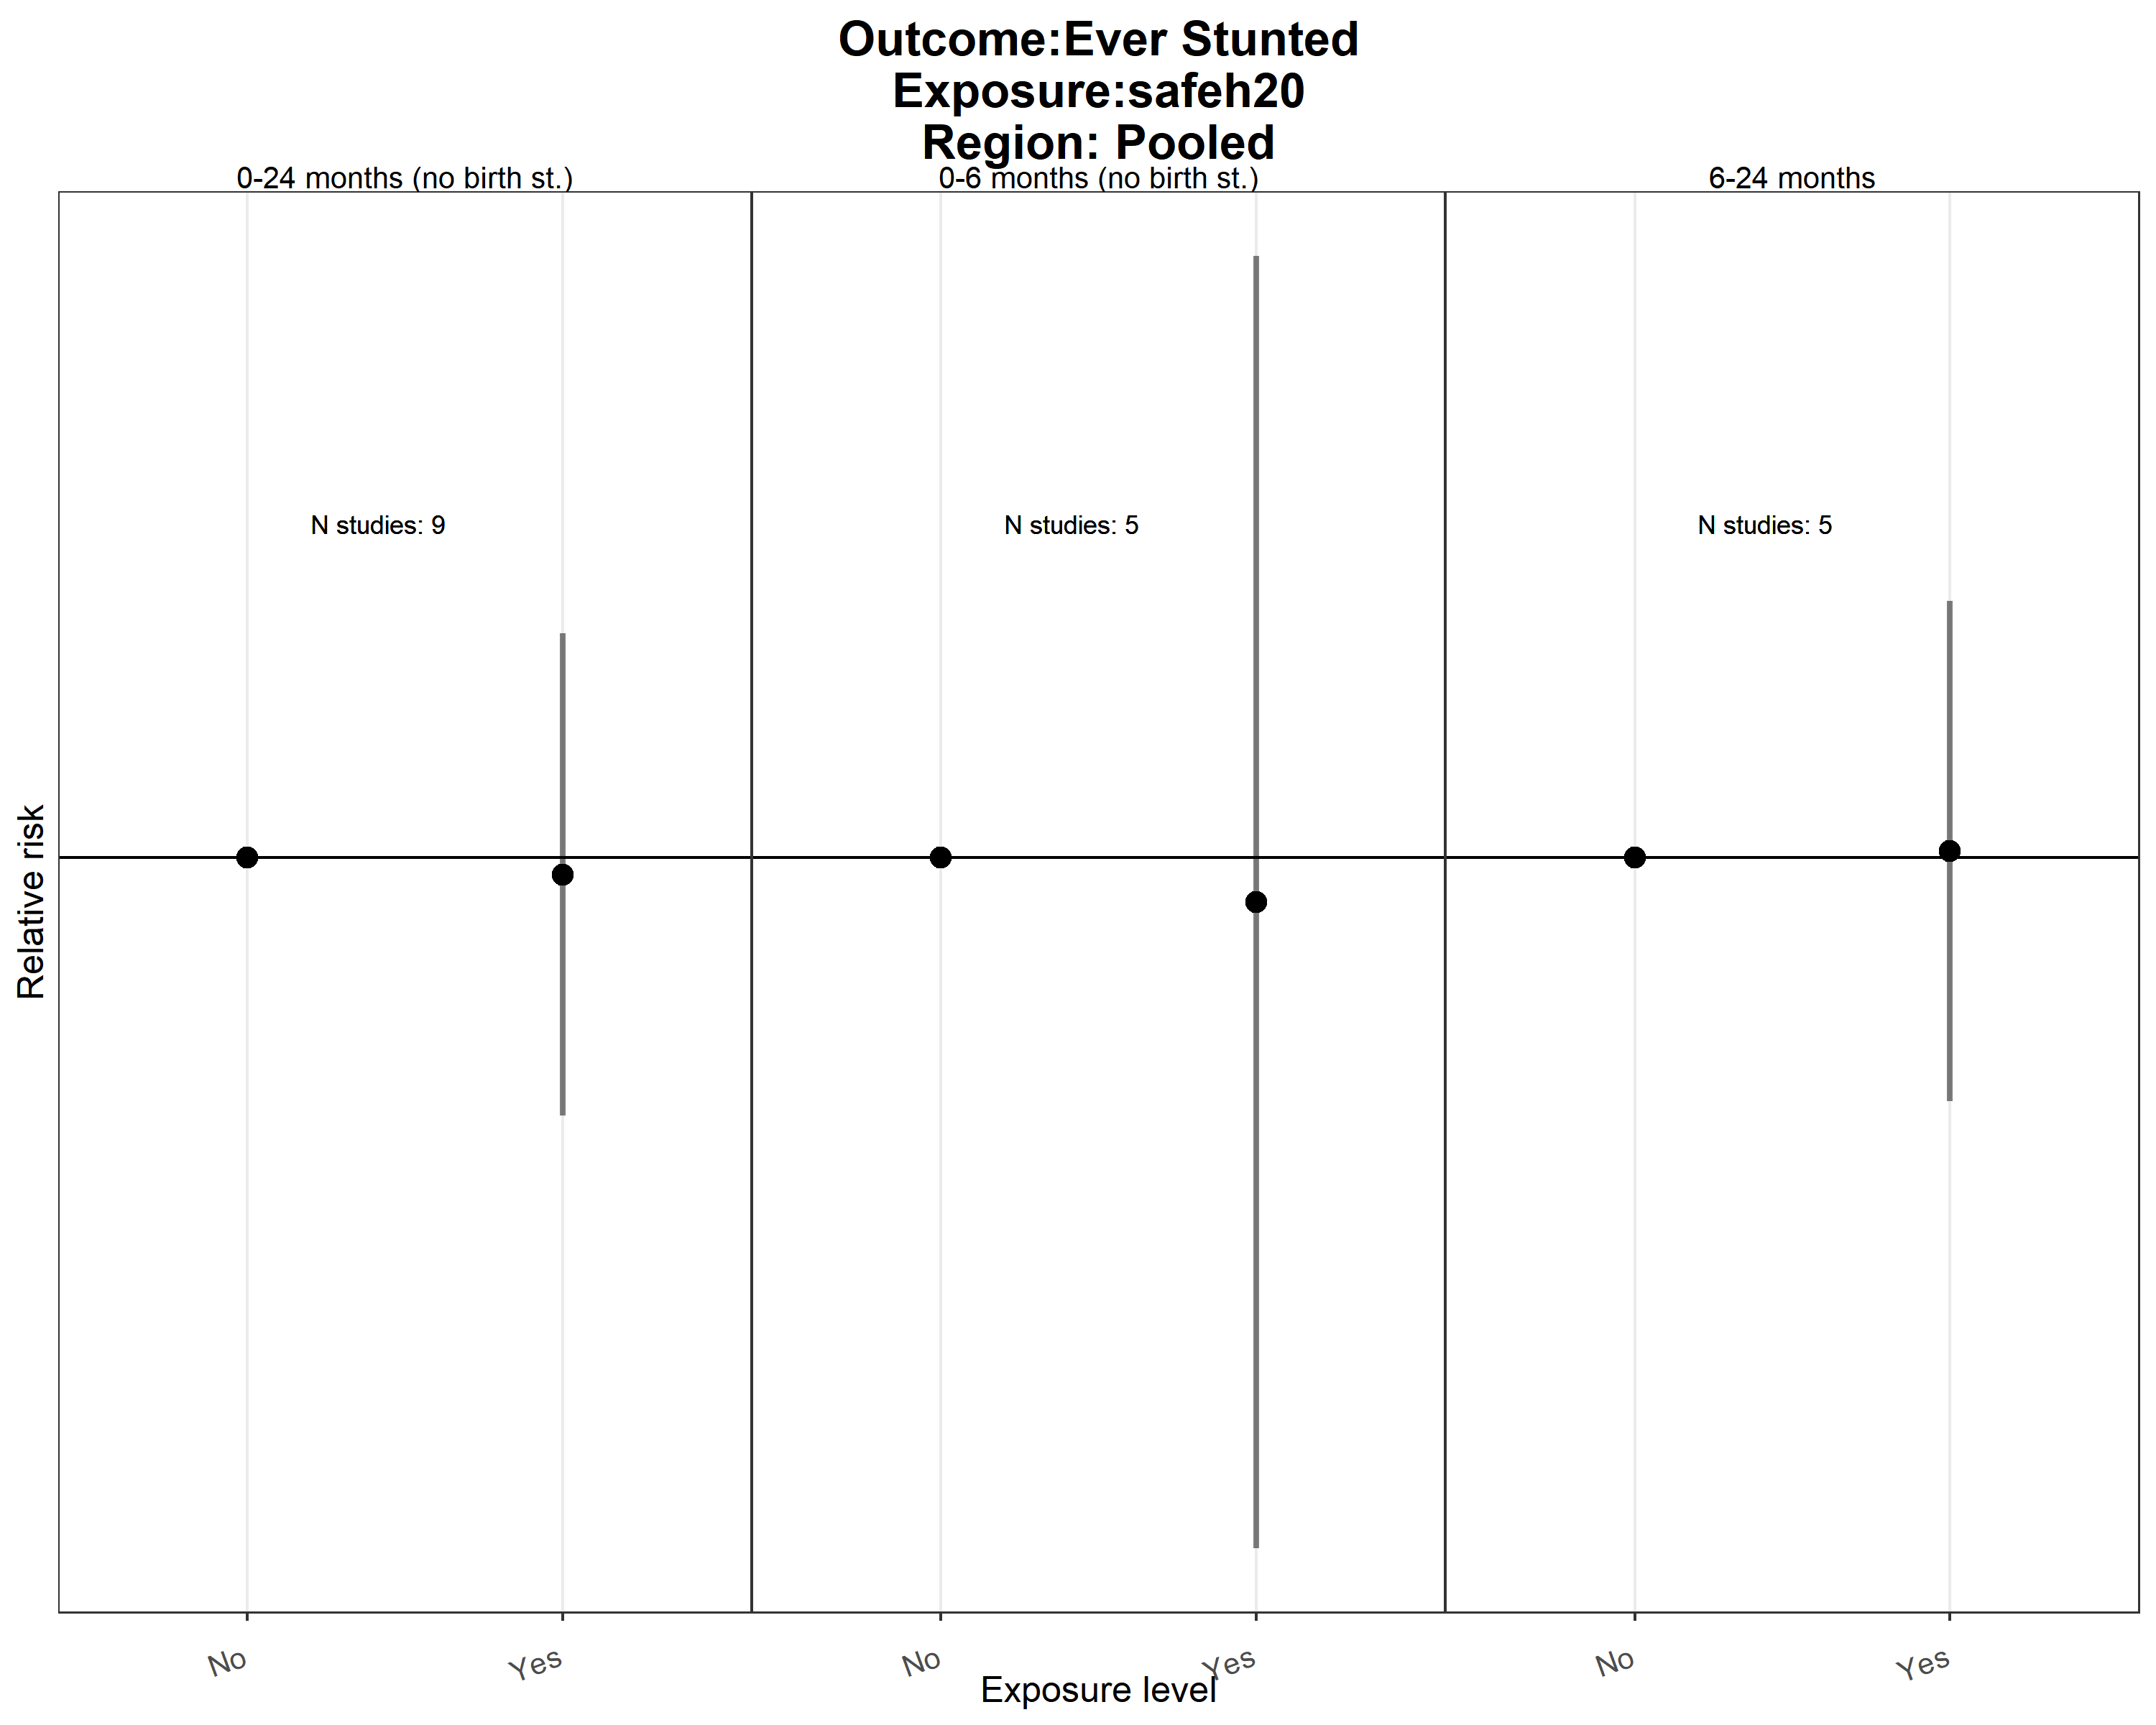 Outcome:Ever Stunted
Exposure:safeh20
Region: Pooled
0-24 months (no birth st.)
0-6 months (no birth st.)
6-24 months
N studies: 9
N studies: 5
N studies: 5
Relative risk
No
Yes
No
Yes
No
Yes
Exposure level